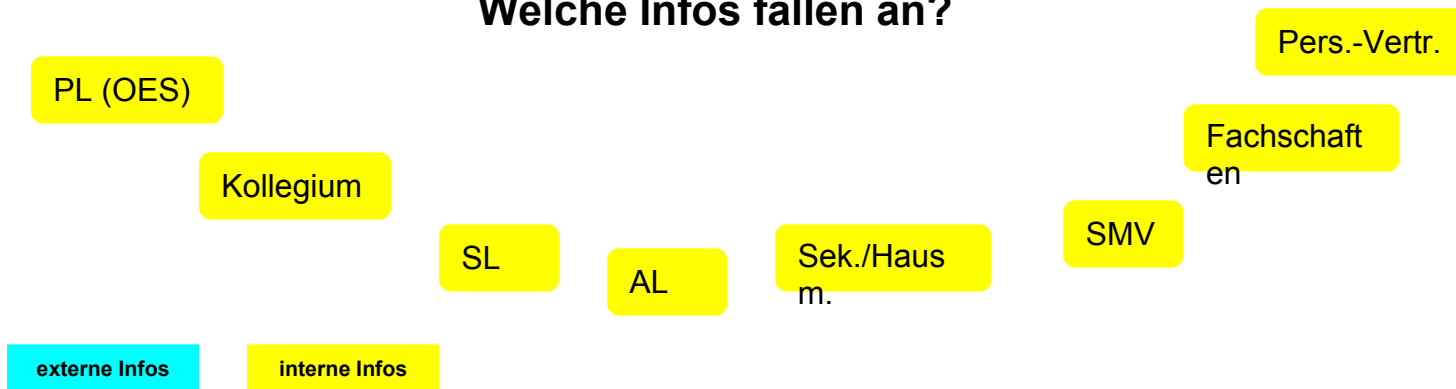 Welche Infos fallen an?
Pers.-Vertr.
PL (OES)
Fachschaft
en
Kollegium
SMV
SL
AL
Sek./Haus
m.
externe Infos
interne Infos